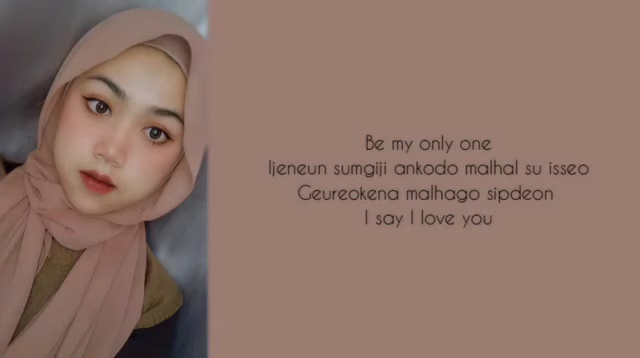 Be my only one
Ijeneun sumgiji ankodo malhal su isseo
Geureokena malhago sipdeon
I say I love you